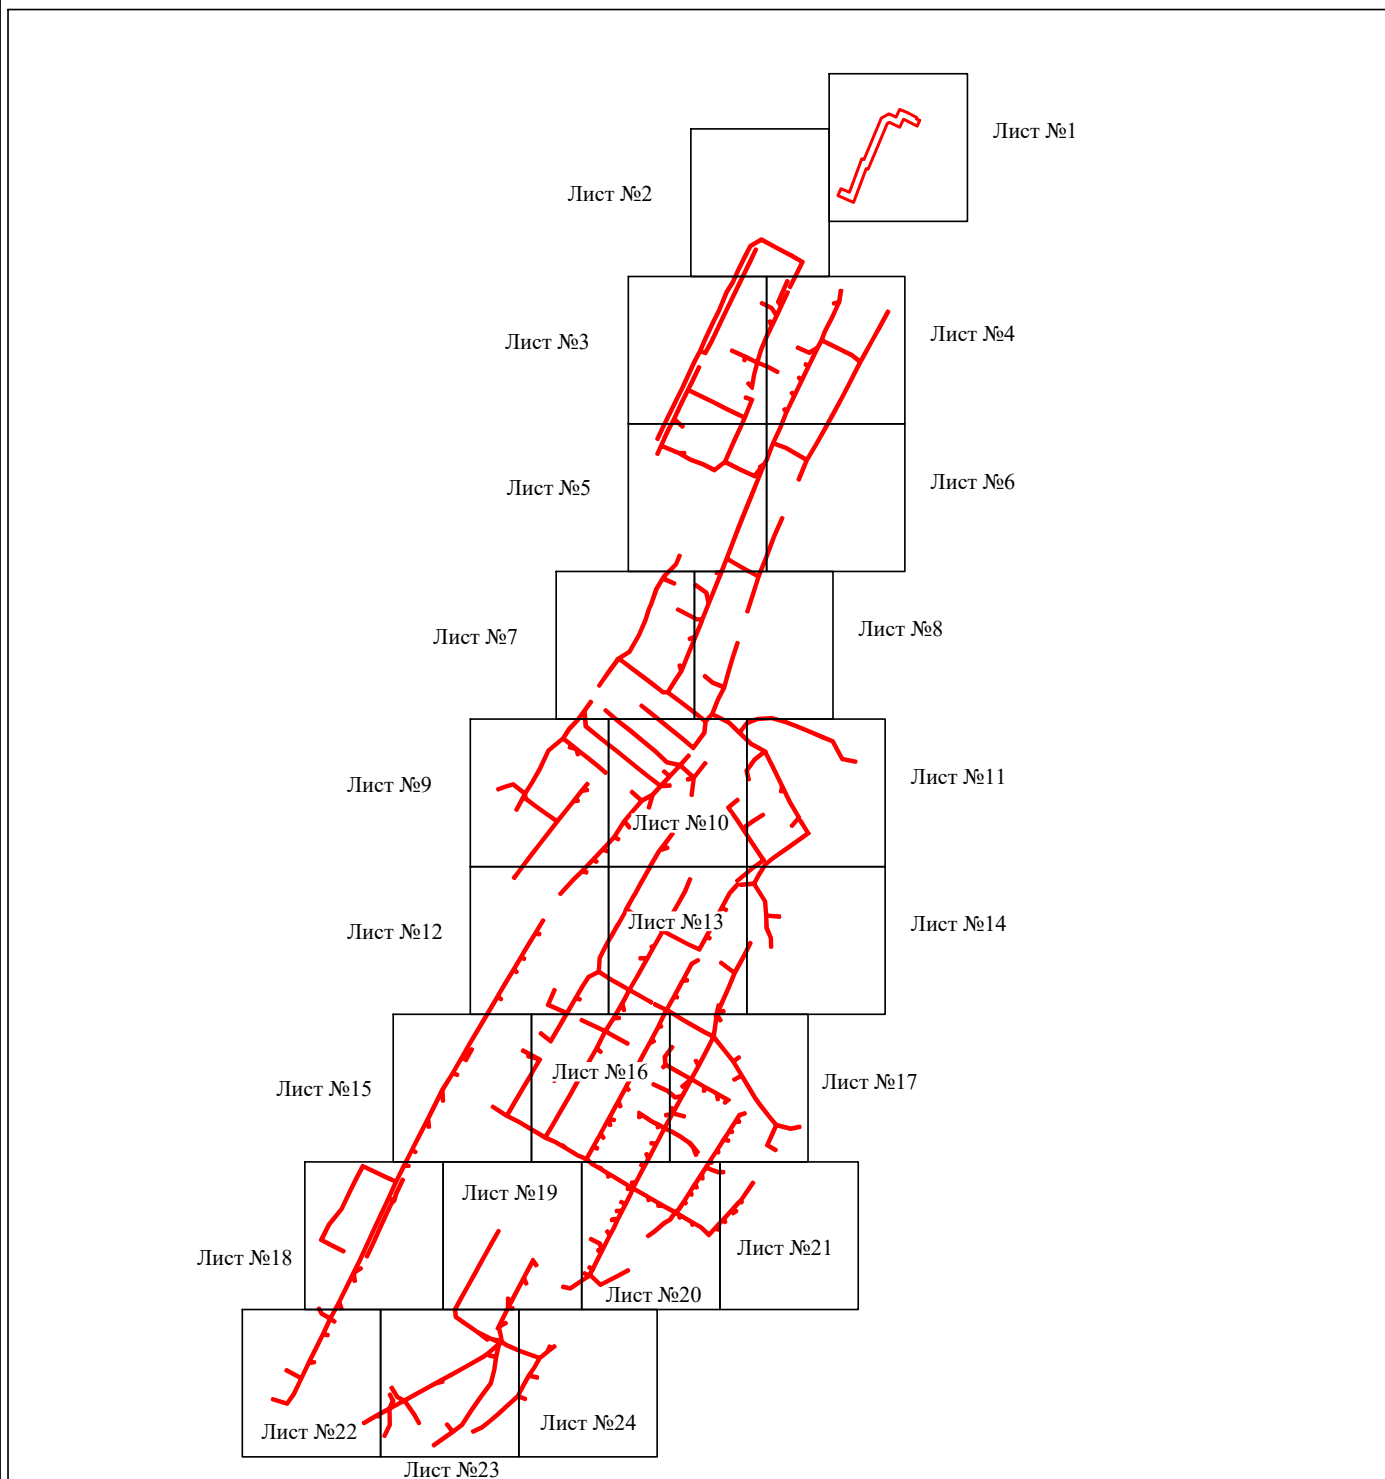 Лист №1
Лист №2
Лист №3
Лист №4
Лист №5
Лист №6
Лист №7
Лист №8
Лист №9
Лист №10
Лист №11
Лист №12
Лист №13
Лист №14
Лист №15
Лист №16
Лист №17
Лист №18
Лист №19
Лист №20
Лист №21
Лист №22
Лист №23
Лист №24